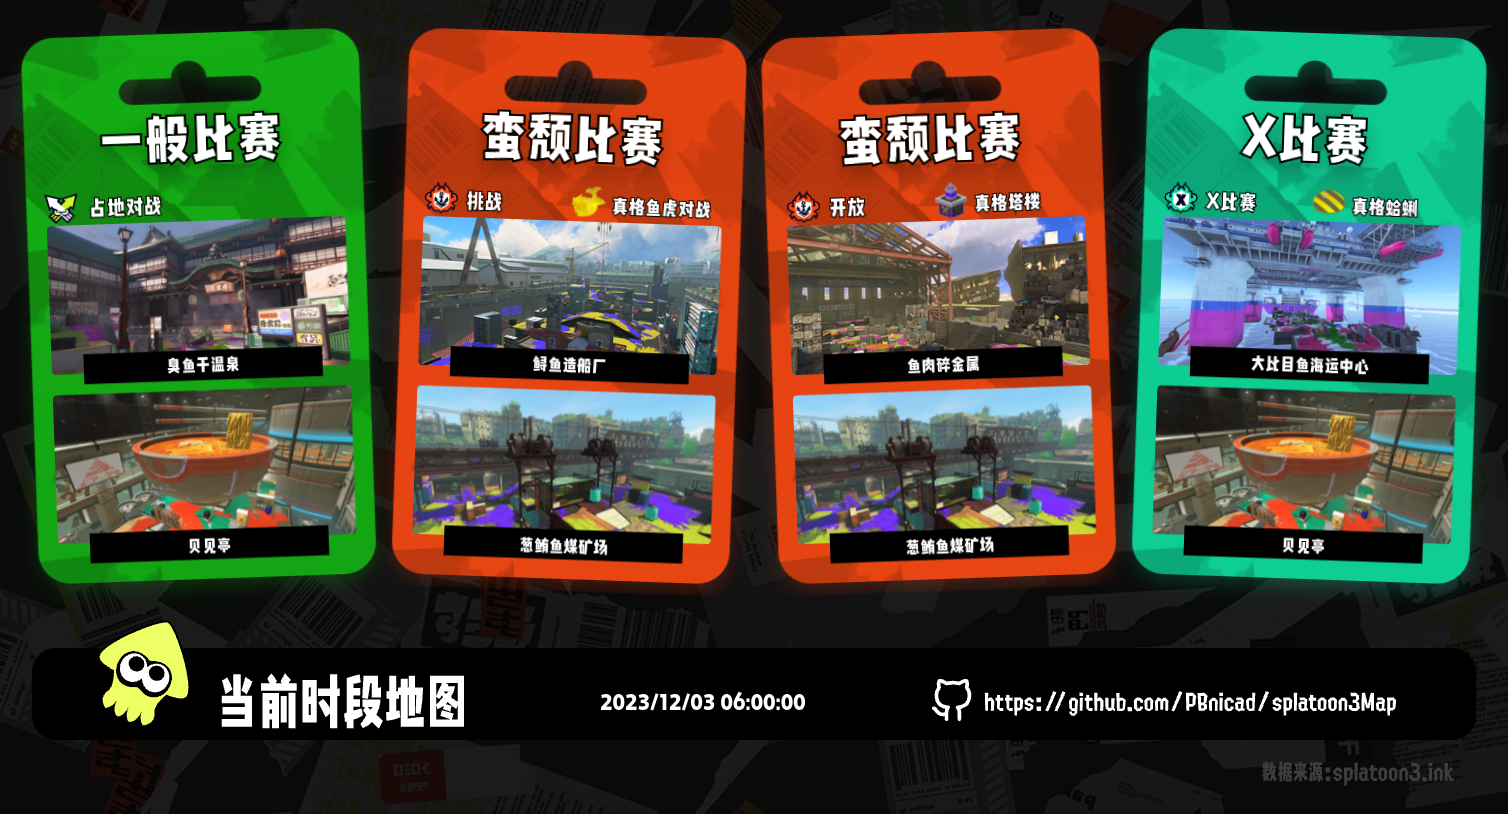 一般比赛
占地对战
臭鱼干温泉
贝见亭
蛮颓比赛
挑战
真格鱼虎对战
鲟鱼造船厂
葱鲔鱼煤矿场
蛮颓比赛
开放
真格塔楼
鱼肉碎金属
葱鲔鱼煤矿场
X比赛
X比赛
真格蛤蜊
大比目鱼海运中心
贝见亭
当前时段地图
2023/12/03 06:00:00
https://github.com/PBnicad/splatoon3Map
数据来源:splatoon3.ink